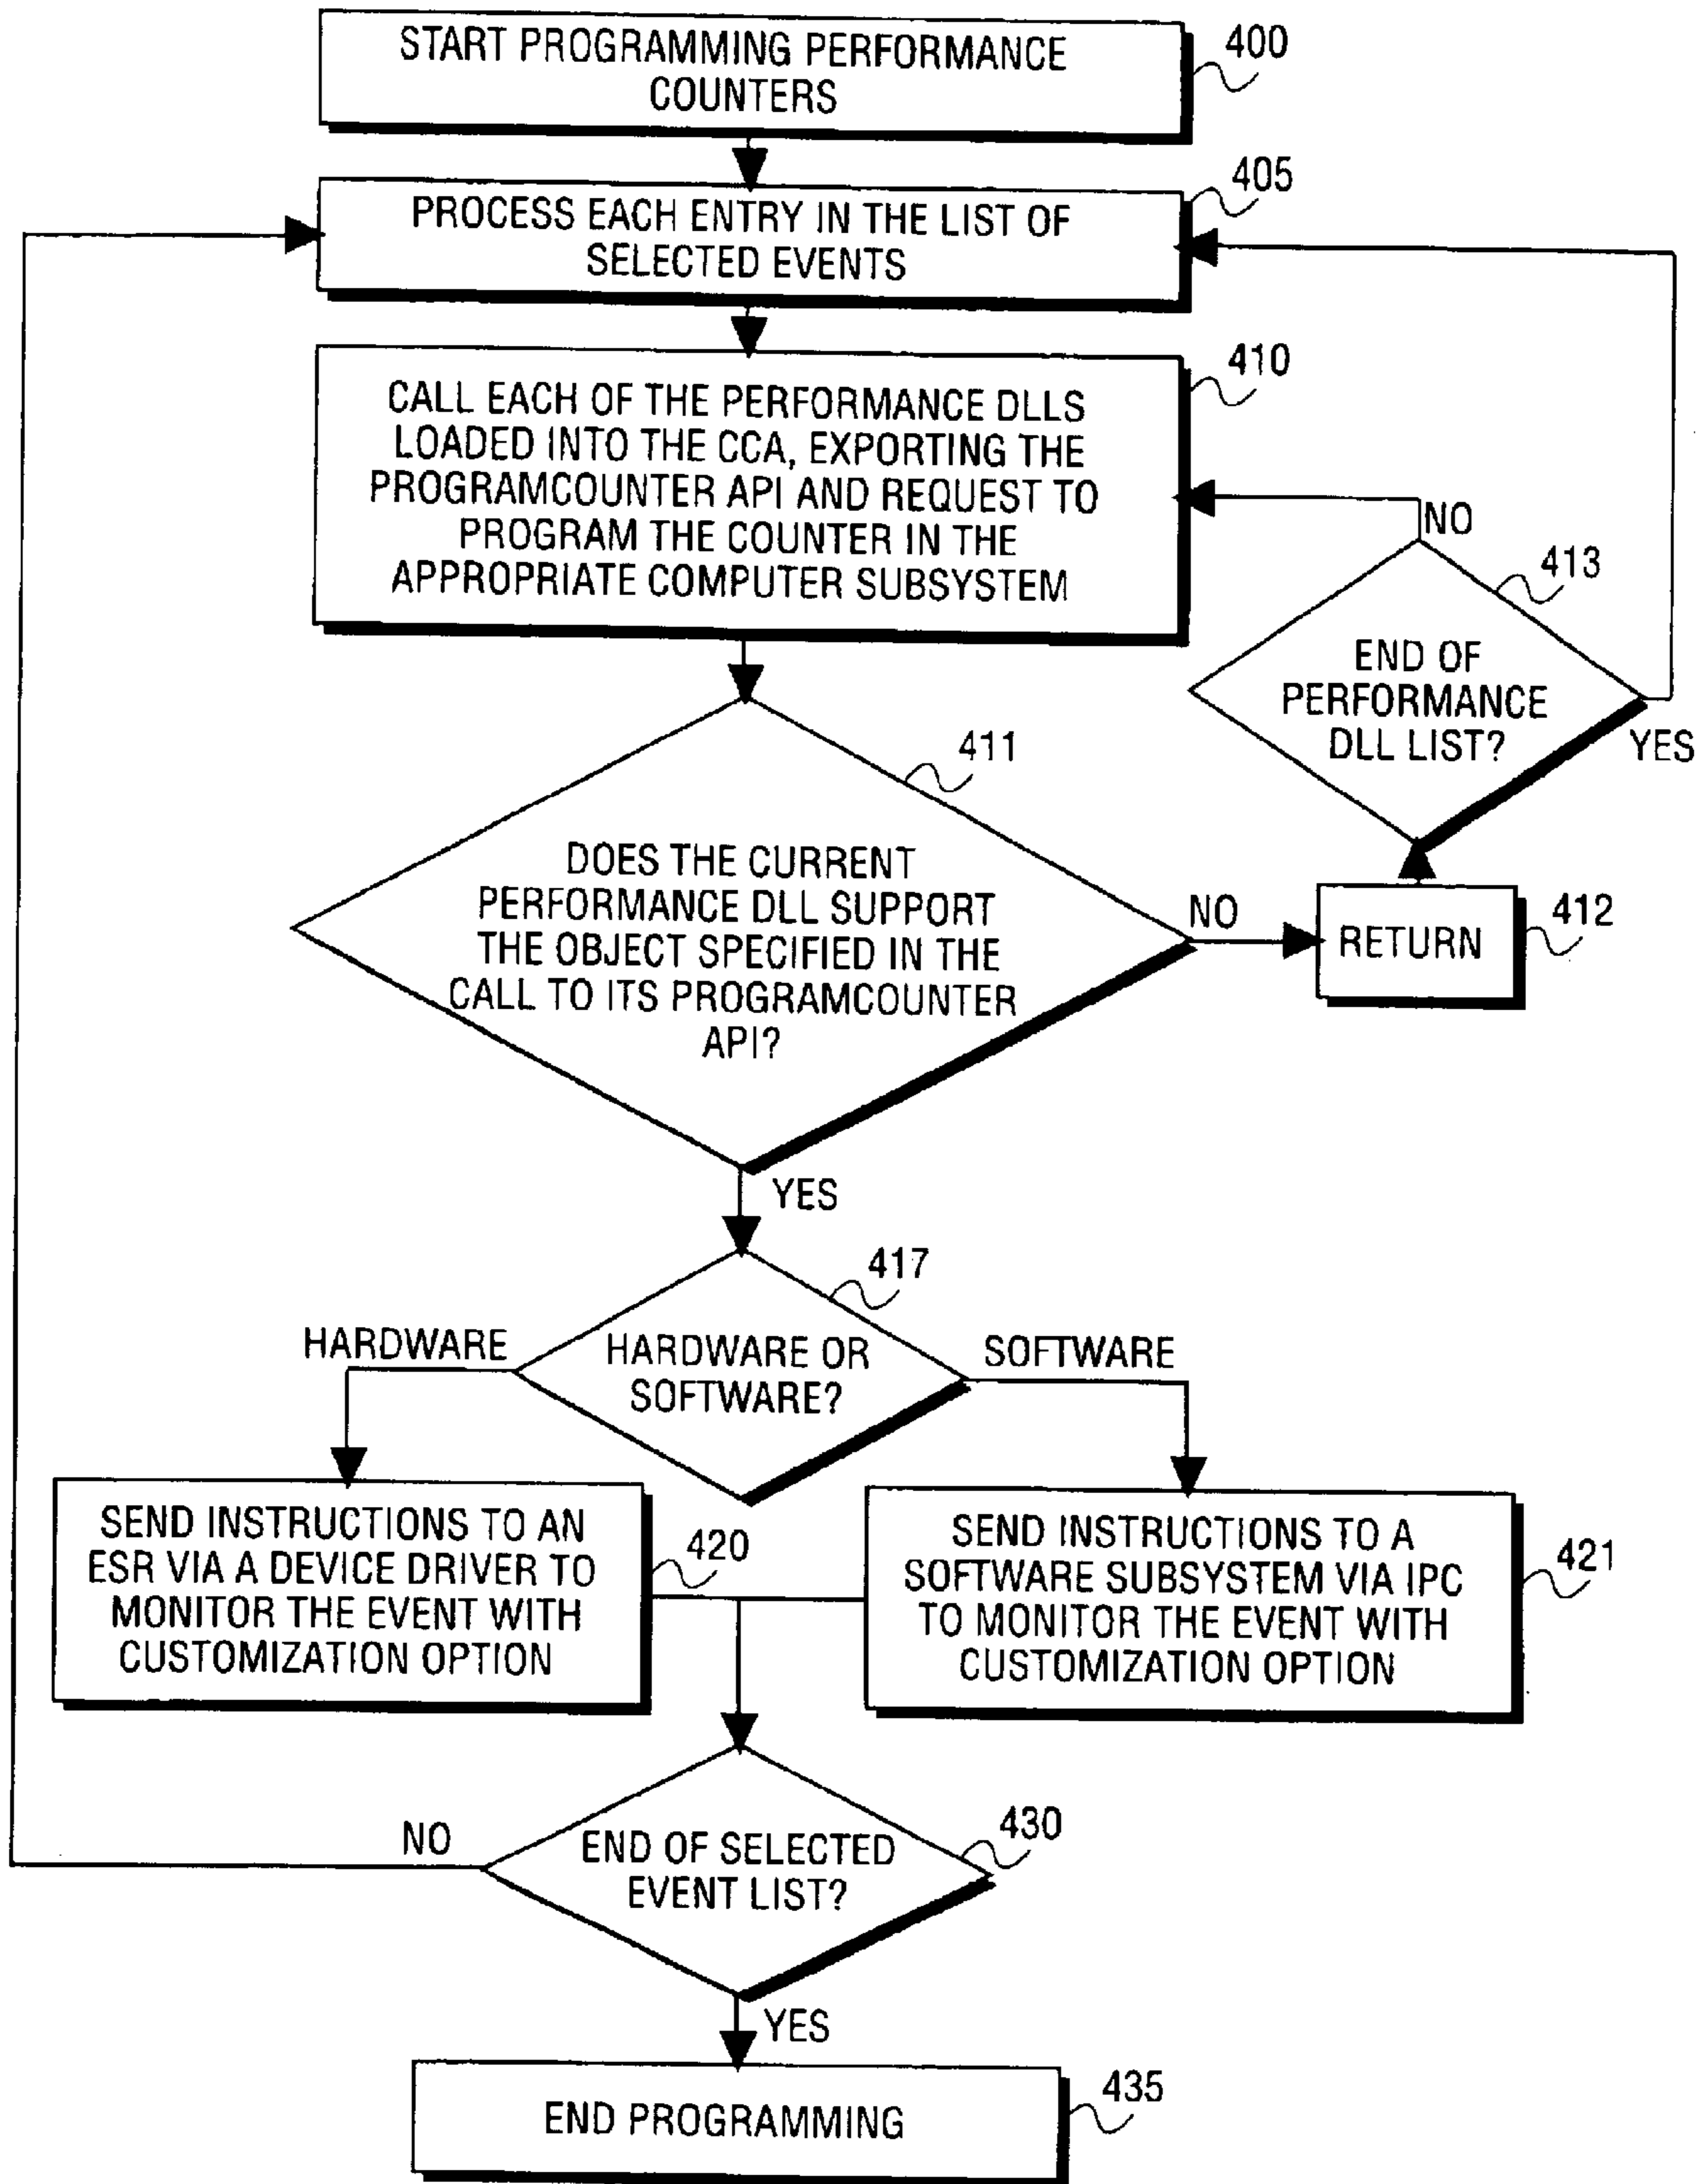 START PROGRAMMING PERFORMANCE
COUNTERS
400
PROCESS EACH ENTRY IN THE LIST OF
SELECTED EVENTS
405
CALL EACH OF THE PERFORMANCE DLLS
LOADED INTO THE CCA, EXPORTING THE
PROGRAMCOUNTER API AND REQUEST TO
PROGRAM THE COUNTER IN THE
APPROPRIATE COMPUTER SUBSYSTEM
410
NO
413
END OF
PERFORMANCE
DLL LIST?
YES
411
DOES THE CURRENT
PERFORMANCE DLL SUPPORT
THE OBJECT SPECIFIED IN THE
CALL TO ITS PROGRAMCOUNTER
API?
NO
RETURN
412
YES
417
HARDWARE
HARDWARE OR
SOFTWARE?
SOFTWARE
SEND INSTRUCTIONS TO AN
ESR VIA A DEVICE DRIVER TO
MONITOR THE EVENT WITH
CUSTOMIZATION OPTION
420
SEND INSTRUCTIONS TO A
SOFTWARE SUBSYSTEM VIA IPC
TO MONITOR THE EVENT WITH
CUSTOMIZATION OPTION
421
NO
END OF SELECTED
EVENT LIST?
430
YES
END PROGRAMMING
435